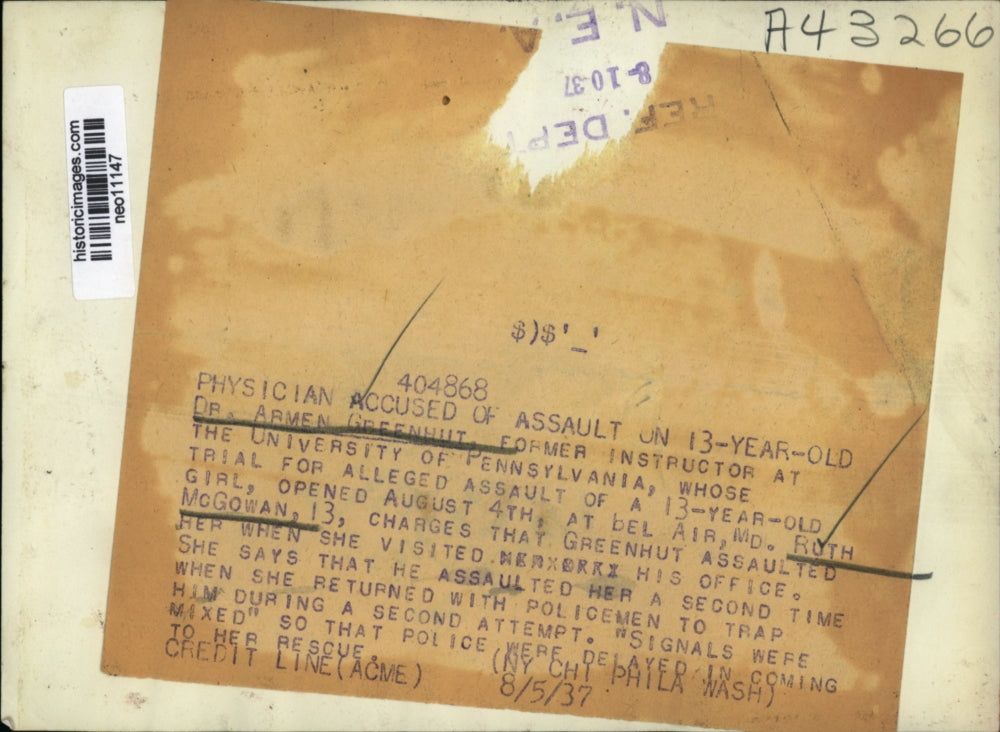 A43266
N.E.A.
8-10-37
REF. DEPT
historicimages.com
neo11147
$)$'_'
404868
PHYSICIAN ACCUSED OF ASSAULT ON 13-YEAR-OLD
DR. ARMEN GREENHUT, FORMER INSTRUCTOR AT
THE UNIVERSITY OF PENNSYLVANIA, WHOSE
TRIAL FOR ALLEGED ASSAULT OF A 13-YEAR-OLD
GIRL, OPENED AUGUST 4TH, AT BEL AIR, MD. RUTH
MCGOWAN, 13, CHARGES THAT GREENHUT ASSAULTED
HER WHEN SHE VISITED HIS OFFICE.
SHE SAYS THAT HE ASSAULTED HER A SECOND TIME
WHEN SHE RETURNED WITH POLICEMEN TO TRAP
HIM DURING A SECOND ATTEMPT. "SIGNALS WERE
MIXED" SO THAT POLICE WERE DELAYED IN COMING
TO HER RESCUE.
CREDIT LINE(ACME) (NY CHI PHILA WASH)
8/5/37